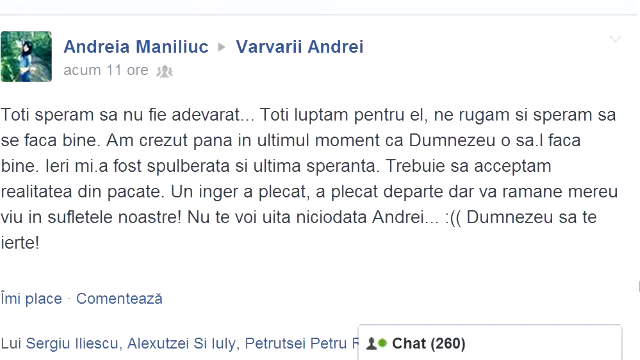 Andreia Maniliuc ▸ Varvarii Andrei
acum 11 ore
Toti speram sa nu fie adevarat... Toti luptam pentru el, ne rugam si speram sa
se faca bine. Am crezut pana in ultimul moment ca Dumnezeu o sa.l faca
bine. Ieri mi.a fost spulberata si ultima speranta. Trebuie sa acceptam
realitatea din pacate. Un inger a plecat, a plecat departe dar va ramane mereu
viu in sufletele noastre! Nu te voi uita niciodata Andrei... :(( Dumnezeu sa te
ierte!
Îmi place · Comentează
Lui Sergiu Iliescu, Alexutzei Si Iuly, Petrutsei Petru
Chat (260)